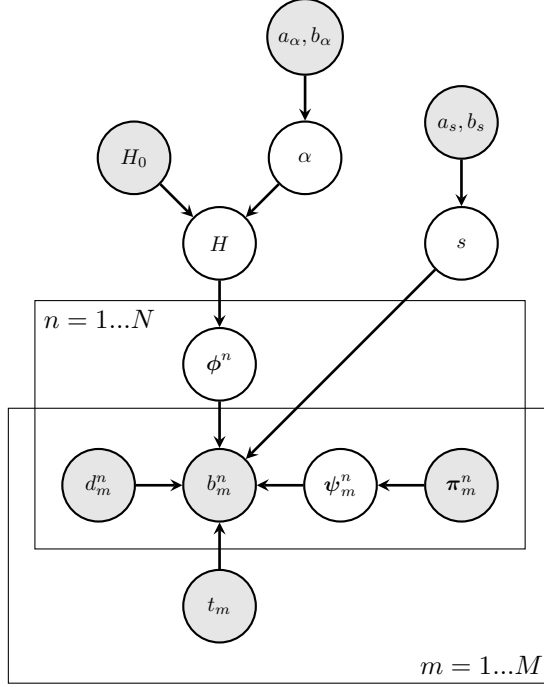 a_α, b_α
a_s, b_s
H_0
α
H
s
n = 1...N
ϕ^n
d_m^n
b_m^n
ψ_m^n
π_m^n
t_m
m = 1...M